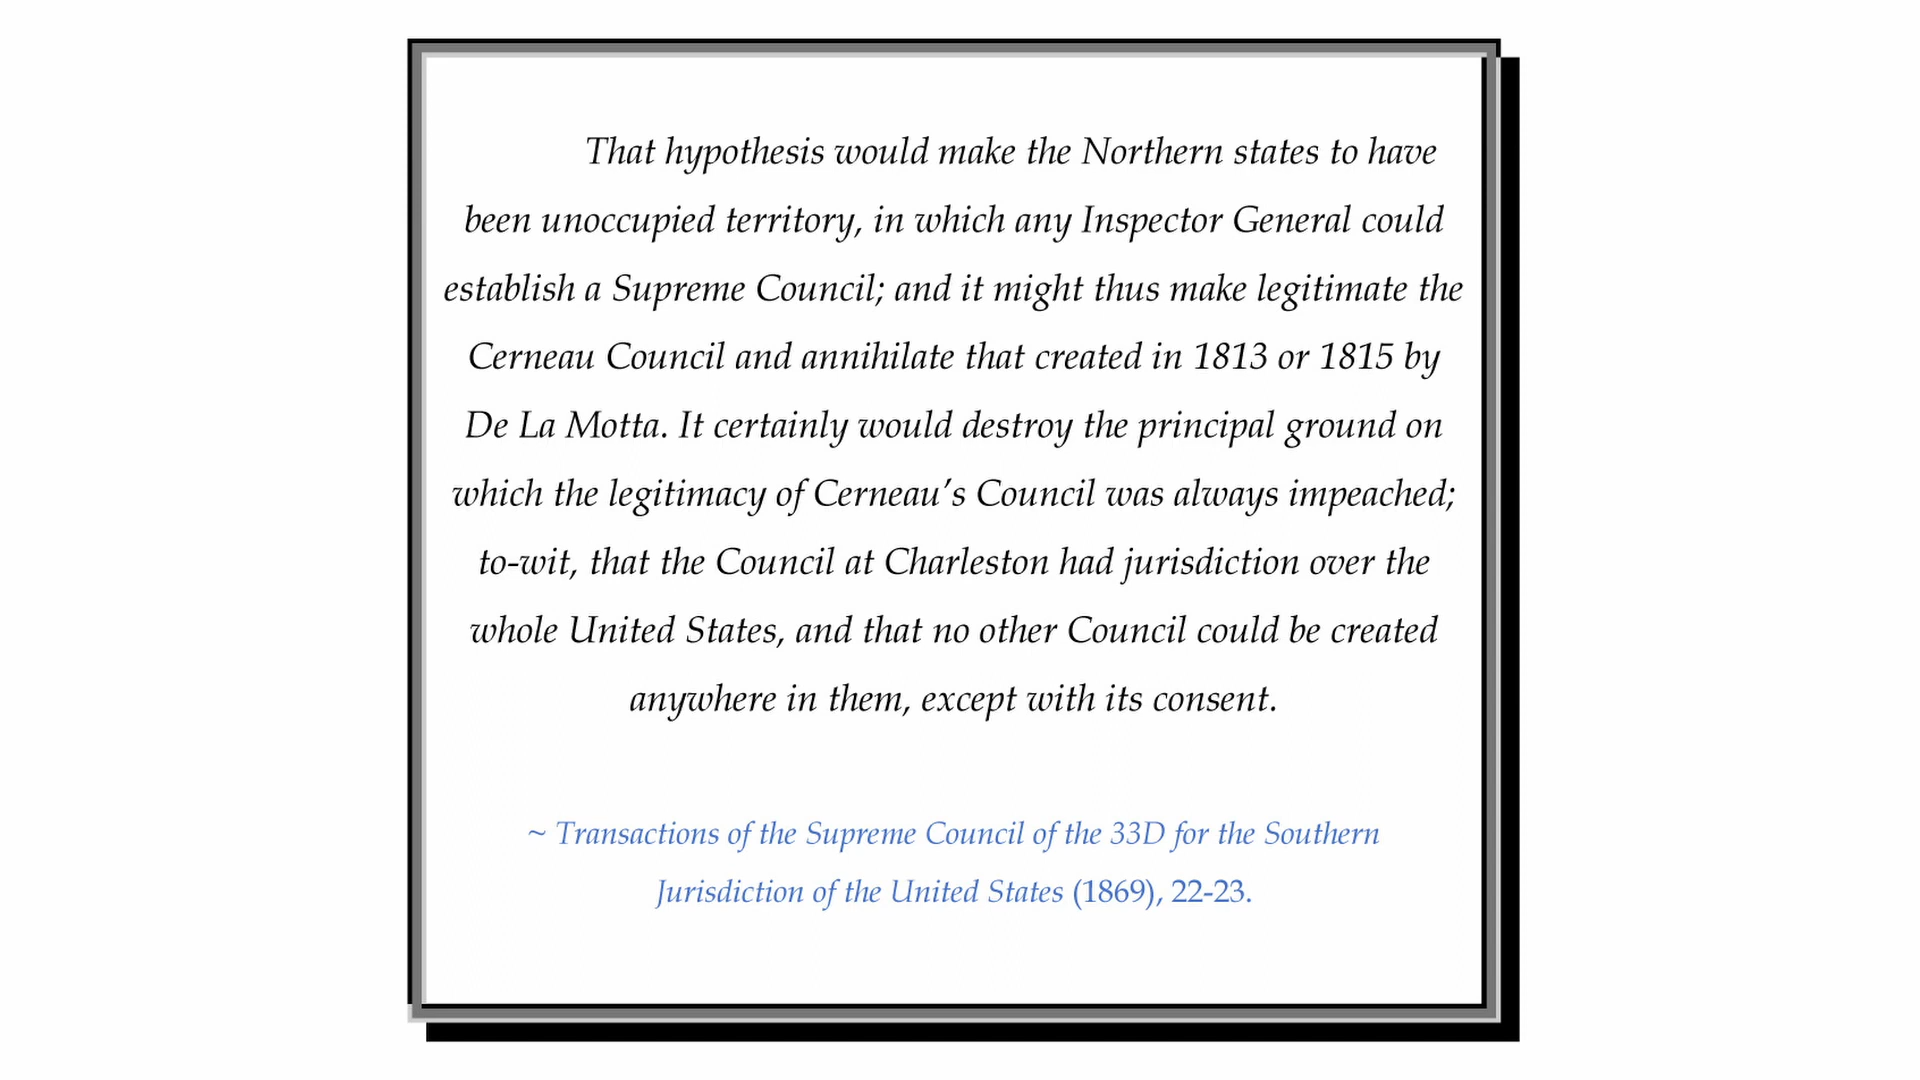 That hypothesis would make the Northern states to have
been unoccupied territory, in which any Inspector General could
establish a Supreme Council; and it might thus make legitimate the
Cerneau Council and annihilate that created in 1813 or 1815 by
De La Motta. It certainly would destroy the principal ground on
which the legitimacy of Cerneau’s Council was always impeached;
to-wit, that the Council at Charleston had jurisdiction over the
whole United States, and that no other Council could be created
anywhere in them, except with its consent.
~ Transactions of the Supreme Council of the 33D for the Southern
Jurisdiction of the United States (1869), 22-23.